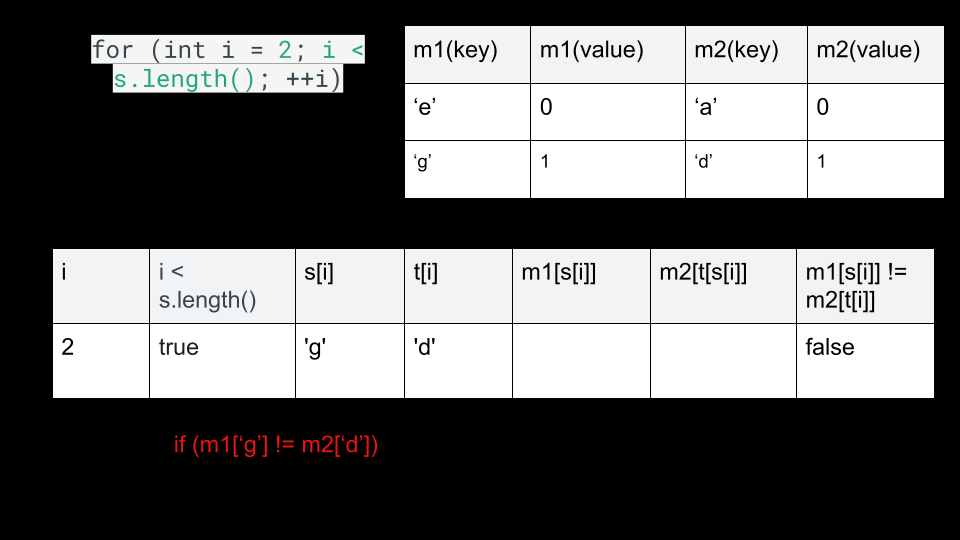 for (int i = 2; i <
s.length(); ++i)
m1(key) m1(value) m2(key) m2(value)
‘e’ 0 ‘a’ 0
‘g’ 1 ‘d’ 1
i i < s[i] t[i] m1[s[i]] m2[t[s[i]] m1[s[i]] !=
s.length() m2[t[i]]
2 true 'g' 'd' false
if (m1[‘g’] != m2[‘d’])